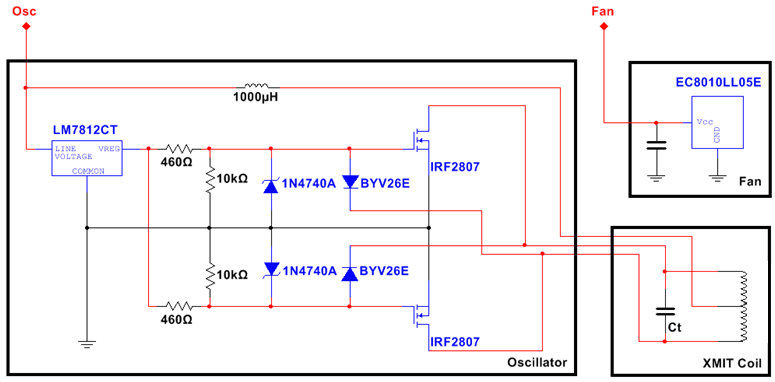 Osc
Fan
1000µH
EC8010LL05E
Vcc
GND
Fan
LM7812CT
LINE VREG
VOLTAGE
COMMON
460Ω
10kΩ
1N4740A
BYV26E
IRF2807
10kΩ
1N4740A
BYV26E
460Ω
IRF2807
Oscillator
Ct
XMIT Coil